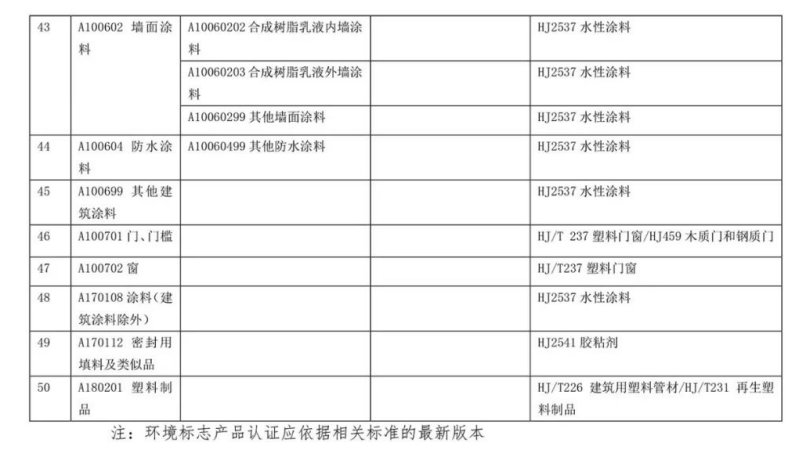 43 A100602 墙面涂 A10060202 合成树脂乳液内墙涂 HJ2537 水性涂料
料 料
A10060203 合成树脂乳液外墙涂 HJ2537 水性涂料
料
A10060299 其他墙面涂料 HJ2537 水性涂料
44 A100604 防水涂 A10060499 其他防水涂料 HJ2537 水性涂料
料
45 A100699 其他建 HJ2537 水性涂料
筑涂料
46 A100701 门、门槛 HJ/T 237 塑料门窗/HJ459 木质门和钢质门
47 A100702 窗 HJ/T237 塑料门窗
48 A170108 涂料(建 HJ2537 水性涂料
筑涂料除外)
49 A170112 密封用 HJ2541 胶粘剂
填料及类似品
50 A180201 塑料制 HJ/T226 建筑用塑料管材/HJ/T231 再生塑
品 料制品
注: 环境标志产品认证应依据相关标准的最新版本